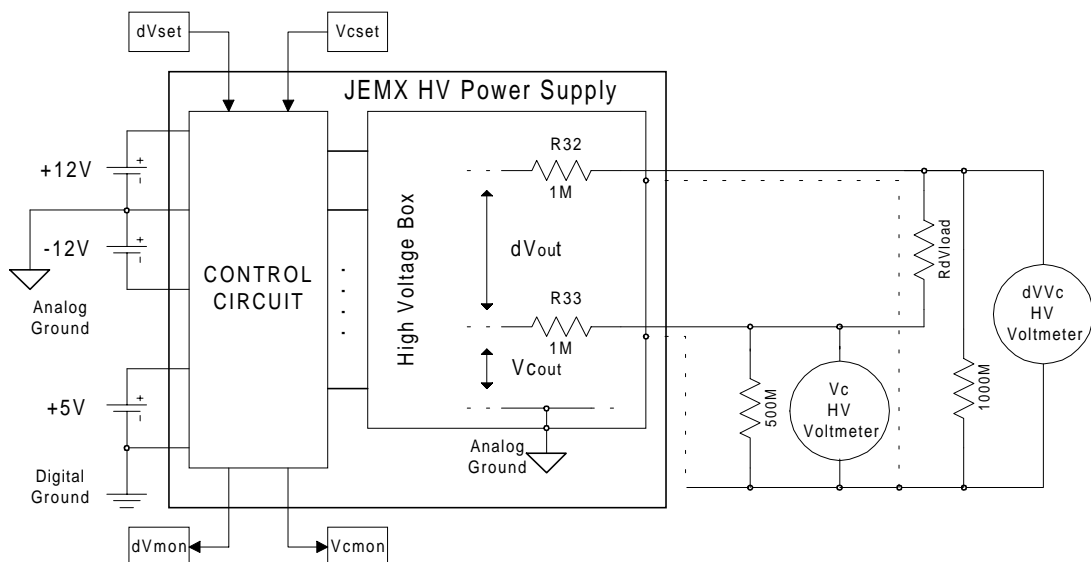 dVset
Vcset
JEMX HV Power Supply
+12V
+
-
-12V
+
-
Analog
Ground
+5V
+
-
Digital
Ground
CONTROL
CIRCUIT
High Voltage Box
R32
1M
dVout
R33
1M
Vcout
Analog
Ground
RdVload
dVVc
HV
Voltmeter
500M
Vc
HV
Voltmeter
1000M
dVmon
Vcmon